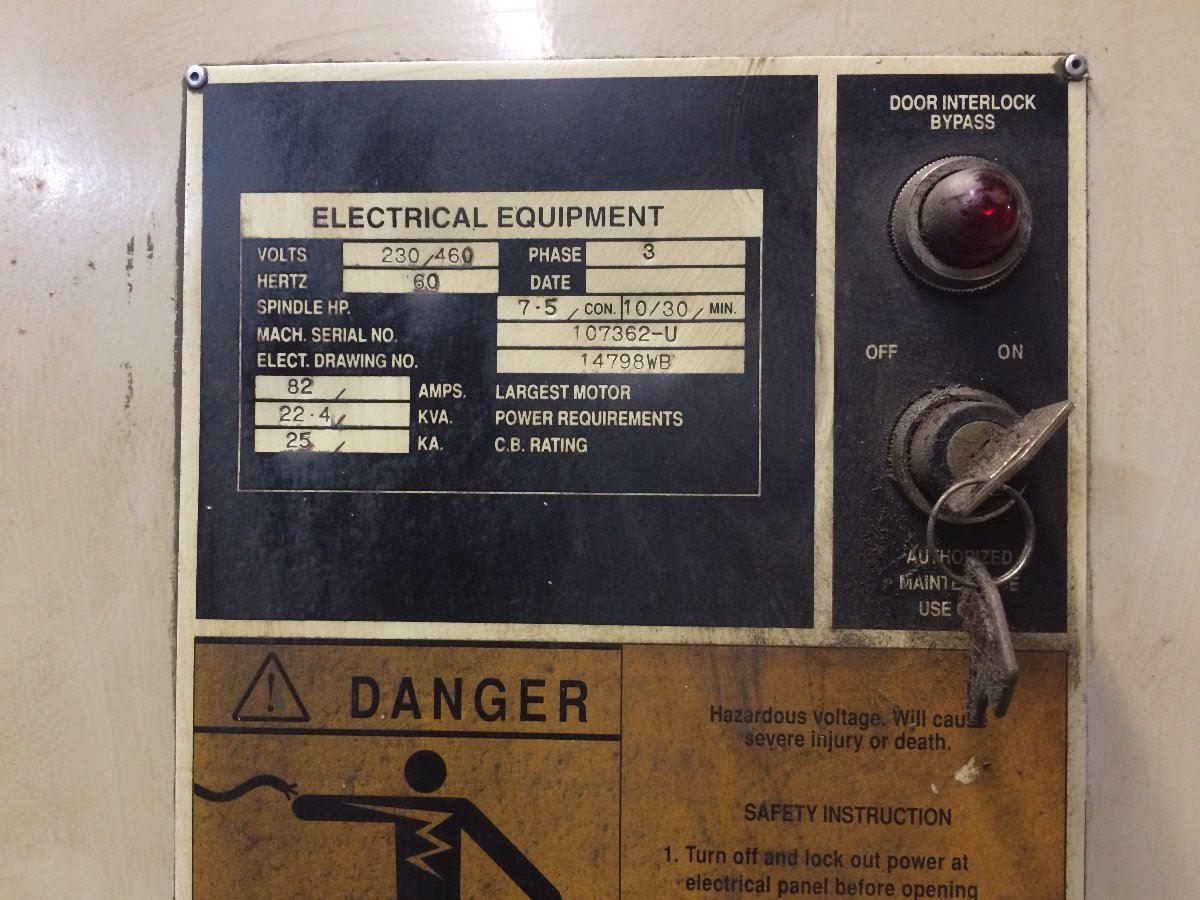 ELECTRICAL EQUIPMENT
VOLTS 230/460 PHASE 3
HERTZ 60 DATE
SPINDLE HP. 7.5 / CON. 10/30 / MIN.
MACH. SERIAL NO. 107362-U
ELECT. DRAWING NO. 14798WB
82 / AMPS. LARGEST MOTOR
22.4 / KVA. POWER REQUIREMENTS
25 / KA. C.B. RATING
DOOR INTERLOCK
BYPASS
OFF ON
AUTHORIZED
USE
DANGER
Hazardous voltage. Will cause
severe injury or death.
SAFETY INSTRUCTION
1. Turn off and lock out power at
electrical panel before opening